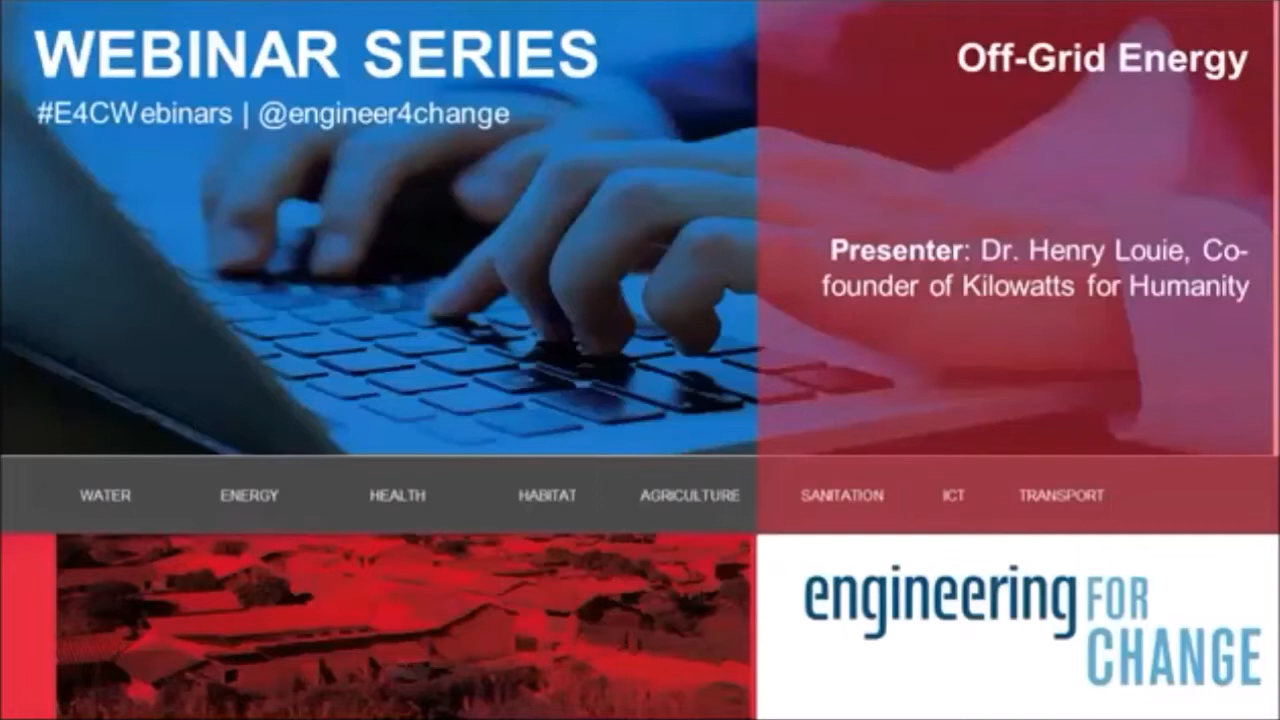 WEBINAR SERIES
#E4CWebinars | @engineer4change
Off-Grid Energy
Presenter: Dr. Henry Louie, Co-
founder of Kilowatts for Humanity
WATER ENERGY HEALTH HABITAT AGRICULTURE SANITATION ICT TRANSPORT
engineering FOR
CHANGE